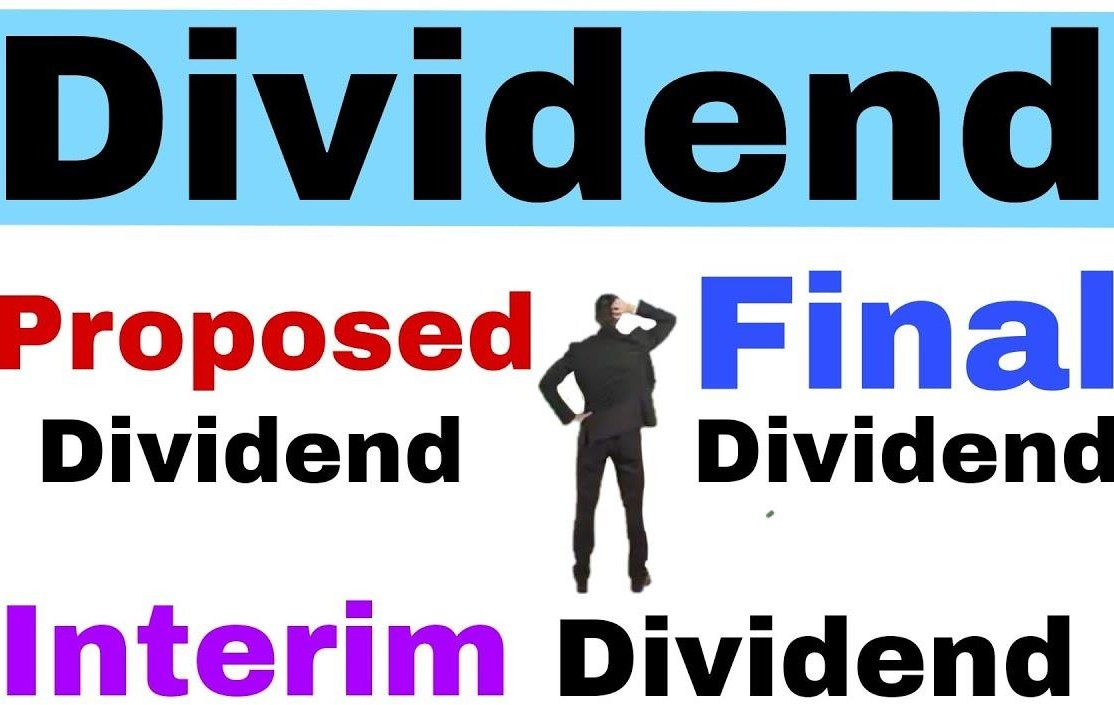 Dividend
Proposed
Dividend
Final
Dividend
Interim Dividend